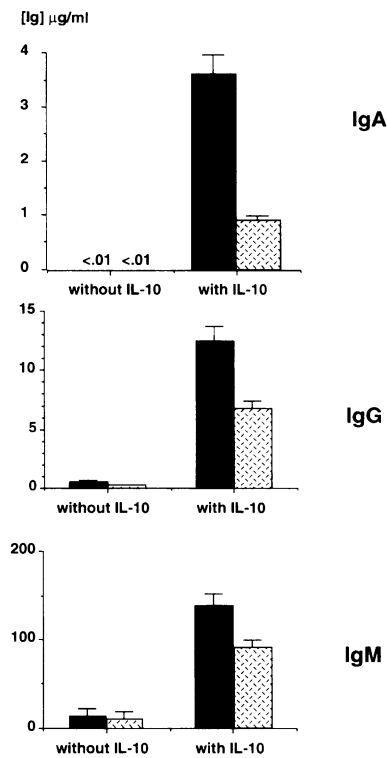 [Ig] μg/ml
4
3
2
1
0
<.01 <.01
without IL-10 with IL-10
IgA
15
10
5
0
without IL-10 with IL-10
IgG
200
100
0
without IL-10 with IL-10
IgM